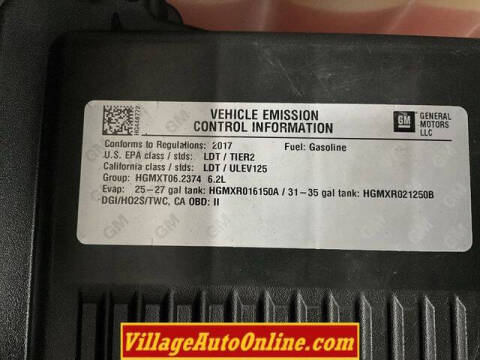 VEHICLE EMISSION
CONTROL INFORMATION
GM
GENERAL
MOTORS
LLC
Conforms to Regulations: 2017 Fuel: Gasoline
U.S. EPA class / stds: LDT / TIER2
California class / stds: LDT / ULEV125
Group: HGMXT06.2374 6.2L
Evap: 25-27 gal tank: HGMXR016150A / 31-35 gal tank: HGMXR021250B
DGI/HO2S/TWC, CA OBD: II
VillageAutoOnline.com